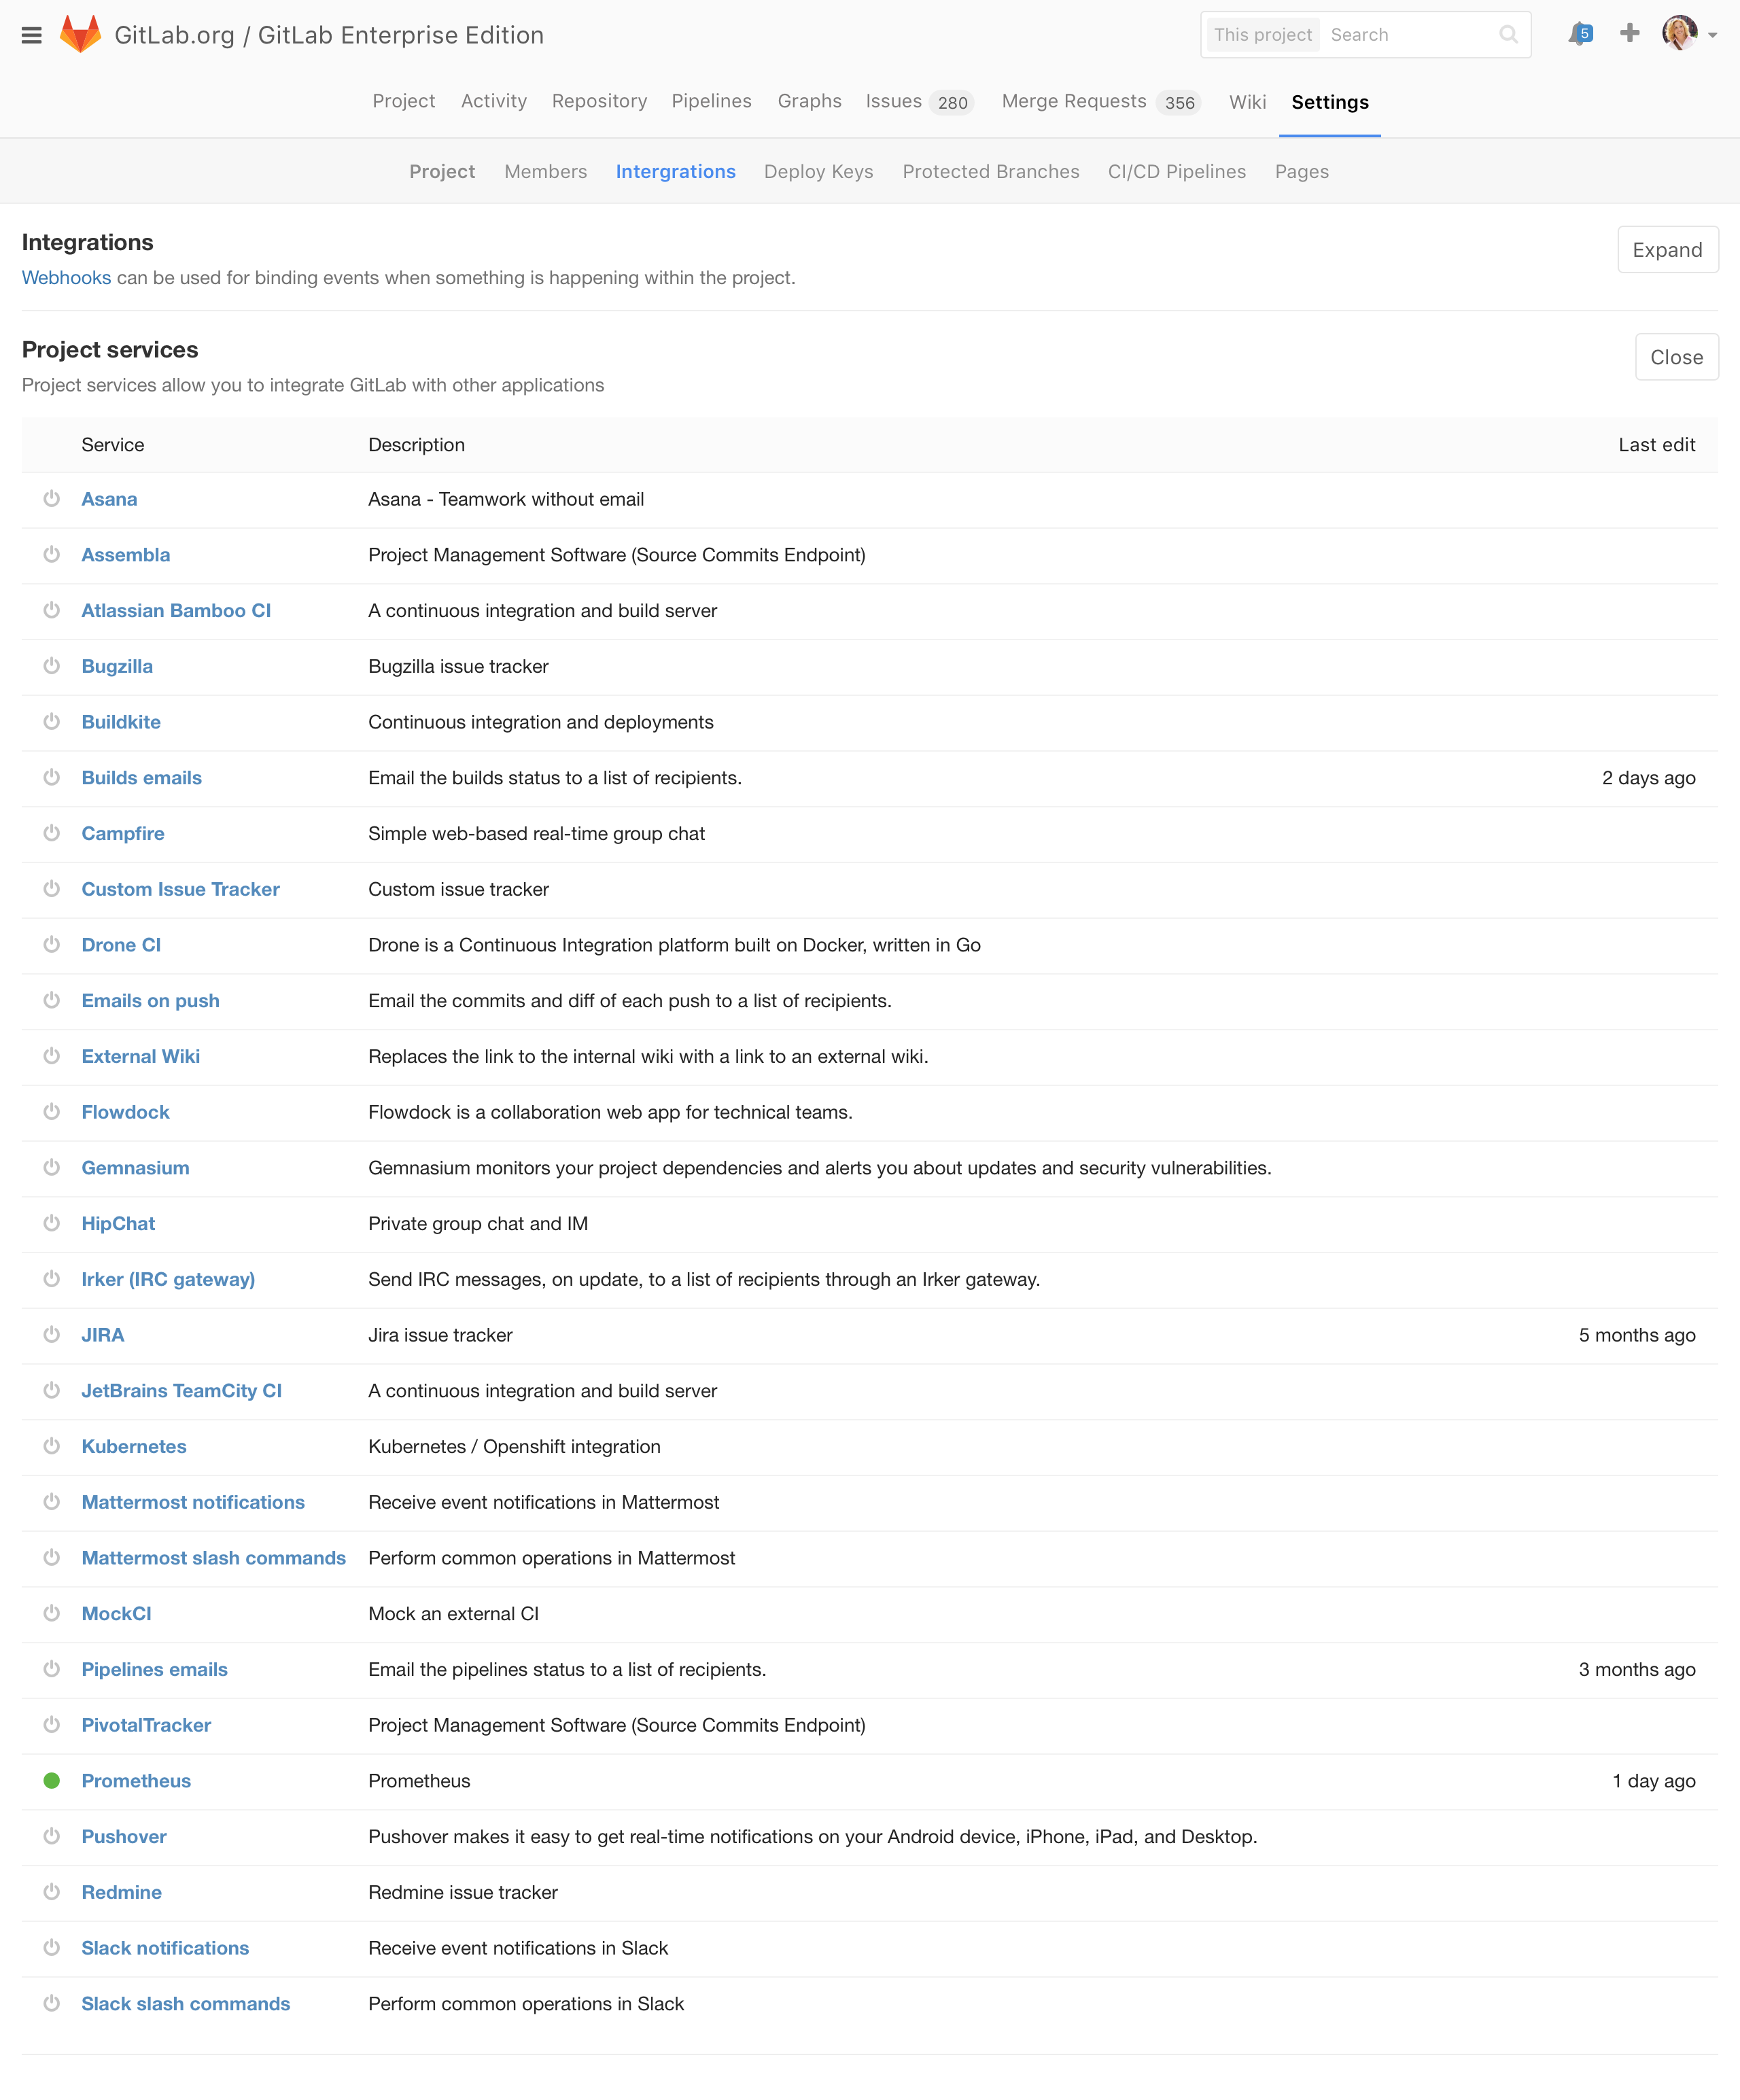 GitLab.org / GitLab Enterprise Edition
This project Search
5
Project Activity Repository Pipelines Graphs Issues 280 Merge Requests 356 Wiki Settings
Project Members Intergrations Deploy Keys Protected Branches CI/CD Pipelines Pages
Integrations
Expand
Webhooks can be used for binding events when something is happening within the project.
Project services
Close
Project services allow you to integrate GitLab with other applications
Service Description Last edit
Asana Asana - Teamwork without email
Assembla Project Management Software (Source Commits Endpoint)
Atlassian Bamboo CI A continuous integration and build server
Bugzilla Bugzilla issue tracker
Buildkite Continuous integration and deployments
Builds emails Email the builds status to a list of recipients. 2 days ago
Campfire Simple web-based real-time group chat
Custom Issue Tracker Custom issue tracker
Drone CI Drone is a Continuous Integration platform built on Docker, written in Go
Emails on push Email the commits and diff of each push to a list of recipients.
External Wiki Replaces the link to the internal wiki with a link to an external wiki.
Flowdock Flowdock is a collaboration web app for technical teams.
Gemnasium Gemnasium monitors your project dependencies and alerts you about updates and security vulnerabilities.
HipChat Private group chat and IM
Irker (IRC gateway) Send IRC messages, on update, to a list of recipients through an Irker gateway.
JIRA Jira issue tracker 5 months ago
JetBrains TeamCity CI A continuous integration and build server
Kubernetes Kubernetes / Openshift integration
Mattermost notifications Receive event notifications in Mattermost
Mattermost slash commands Perform common operations in Mattermost
MockCI Mock an external CI
Pipelines emails Email the pipelines status to a list of recipients. 3 months ago
PivotalTracker Project Management Software (Source Commits Endpoint)
Prometheus Prometheus 1 day ago
Pushover Pushover makes it easy to get real-time notifications on your Android device, iPhone, iPad, and Desktop.
Redmine Redmine issue tracker
Slack notifications Receive event notifications in Slack
Slack slash commands Perform common operations in Slack